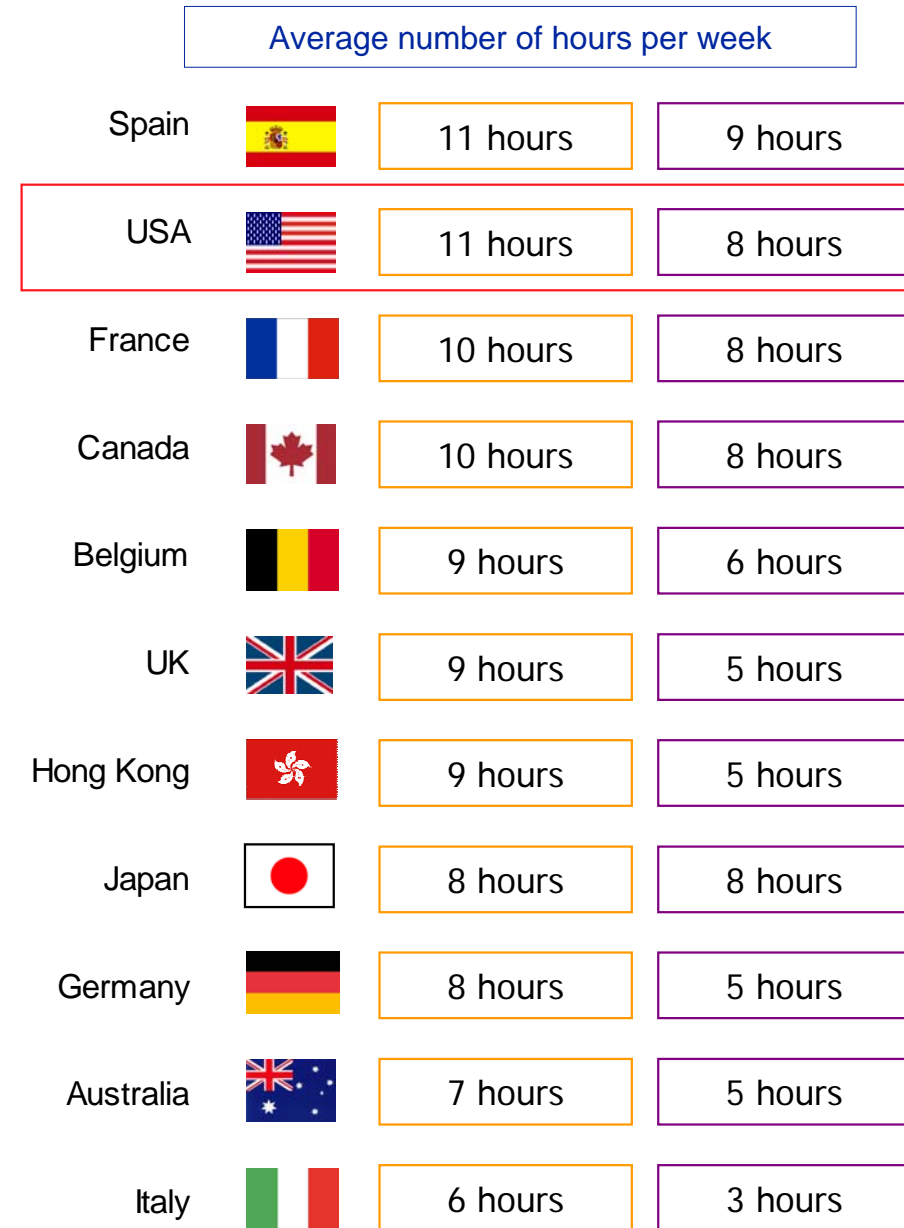 Average number of hours per week
Spain 11 hours 9 hours
USA 11 hours 8 hours
France 10 hours 8 hours
Canada 10 hours 8 hours
Belgium 9 hours 6 hours
UK 9 hours 5 hours
Hong Kong 9 hours 5 hours
Japan 8 hours 8 hours
Germany 8 hours 5 hours
Australia 7 hours 5 hours
Italy 6 hours 3 hours